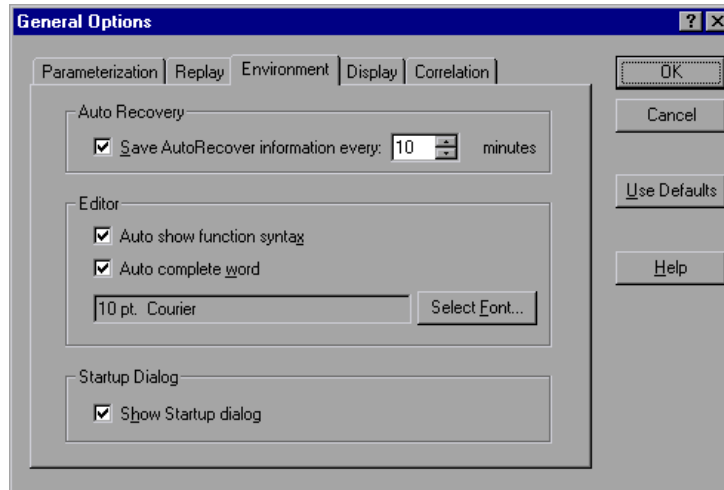 General Options
Parameterization Replay Environment Display Correlation
OK
Cancel
Use Defaults
Help
Auto Recovery
Save AutoRecover information every: 10 minutes
Editor
Auto show function syntax
Auto complete word
10 pt. Courier Select Font...
Startup Dialog
Show Startup dialog